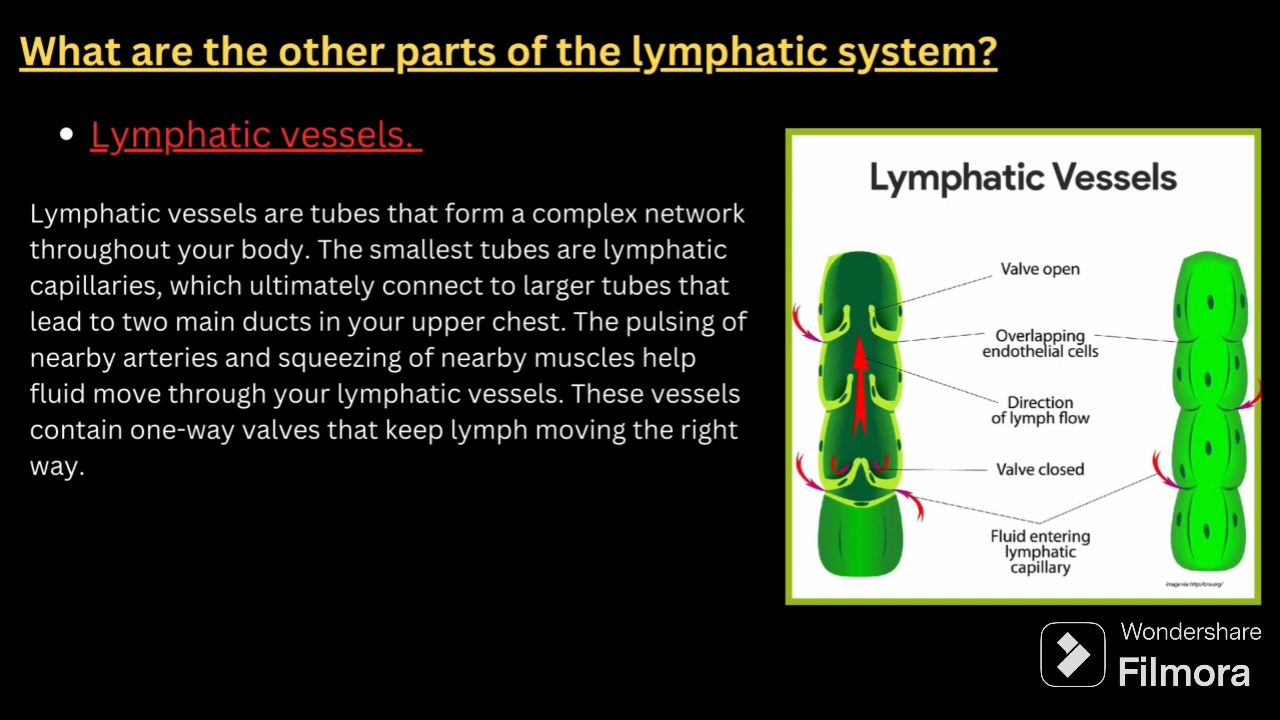 What are the other parts of the lymphatic system?
Lymphatic vessels.
Lymphatic vessels are tubes that form a complex network
throughout your body. The smallest tubes are lymphatic
capillaries, which ultimately connect to larger tubes that
lead to two main ducts in your upper chest. The pulsing of
nearby arteries and squeezing of nearby muscles help
fluid move through your lymphatic vessels. These vessels
contain one-way valves that keep lymph moving the right
way.
Lymphatic Vessels
Valve open
Overlapping
endothelial cells
Direction
of lymph flow
Valve closed
Fluid entering
lymphatic
capillary
Wondershare
Filmora